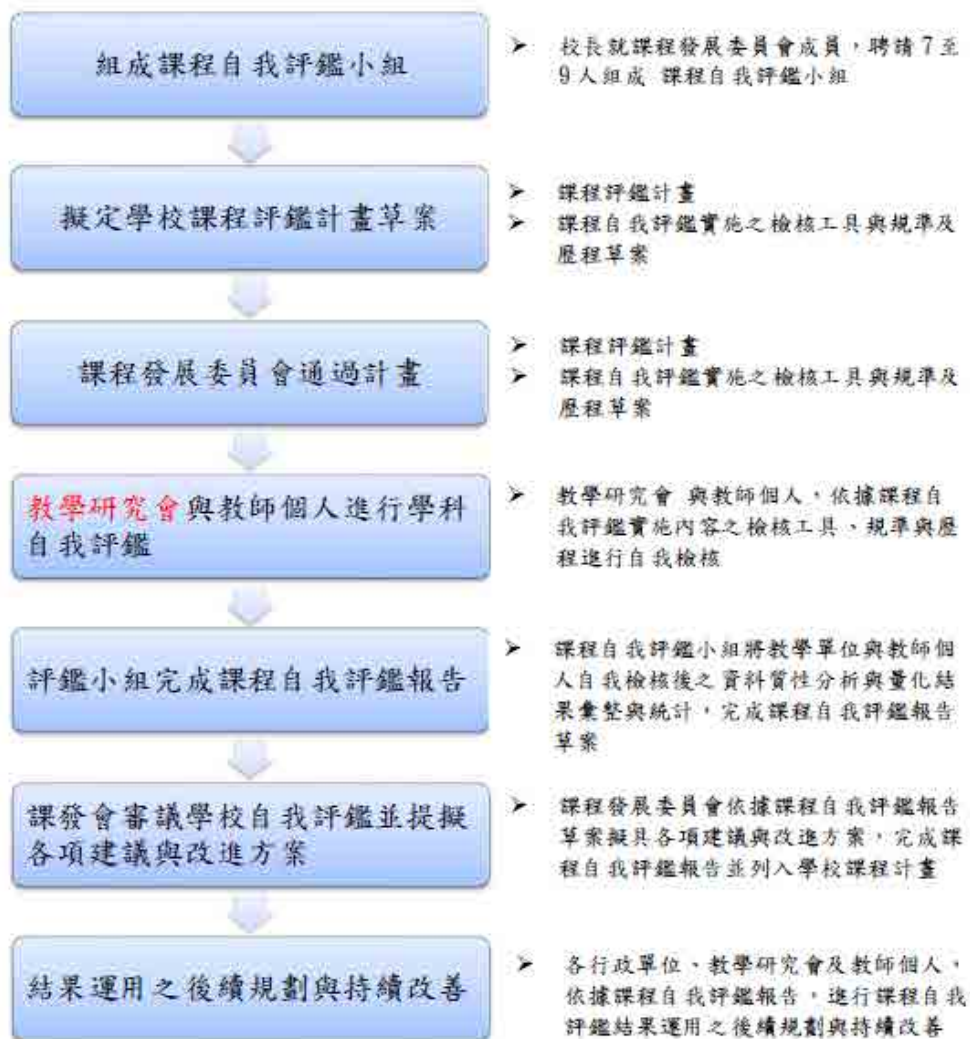 組成課程自我評鑑小組
➤ 校長就課程發展委員會成員,聘請7至
9人組成 課程自我評鑑小組
擬定學校課程評鑑計畫草案
➤ 課程評鑑計畫
➤ 課程自我評鑑實施之檢核工具與規準及
歷程草案
課程發展委員會通過計畫
➤ 課程評鑑計畫
➤ 課程自我評鑑實施之檢核工具與規準及
歷程草案
教學研究會與教師個人進行學科
自我評鑑
➤ 教學研究會 與教師個人,依據課程自
我評鑑實施內容之檢核工具、規準與歷
程進行自我檢核
評鑑小組完成課程自我評鑑報告
➤ 課程自我評鑑小組將教學單位與教師個
人自我檢核後之資料質性分析與量化結
果彙整與統計,完成課程自我評鑑報告
草案
課發會審議學校自我評鑑並提擬
各項建議與改進方案
➤ 課程發展委員會依據課程自我評鑑報告
草案擬具各項建議與改進方案,完成課
程自我評鑑報告並列入學校課程計畫
結果運用之後續規劃與持續改善
➤ 各行政單位、教學研究會及教師個人,
依據課程自我評鑑報告,進行課程自我
評鑑結果運用之後續規劃與持續改善